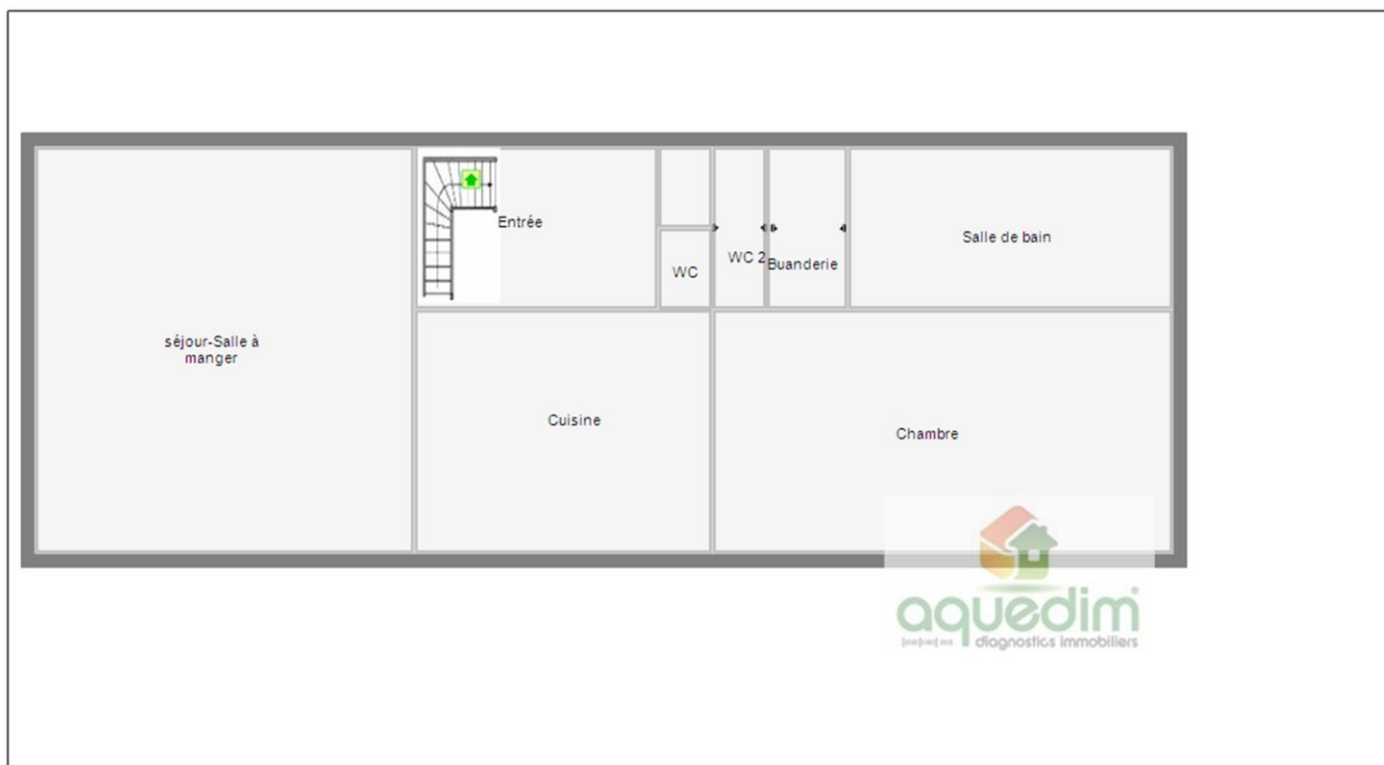 Entrée
Salle de bain
WC 2
Buanderie
WC
séjour-Salle à
manger
Cuisine
Chambre
aquedim
diagnostics immobiliers